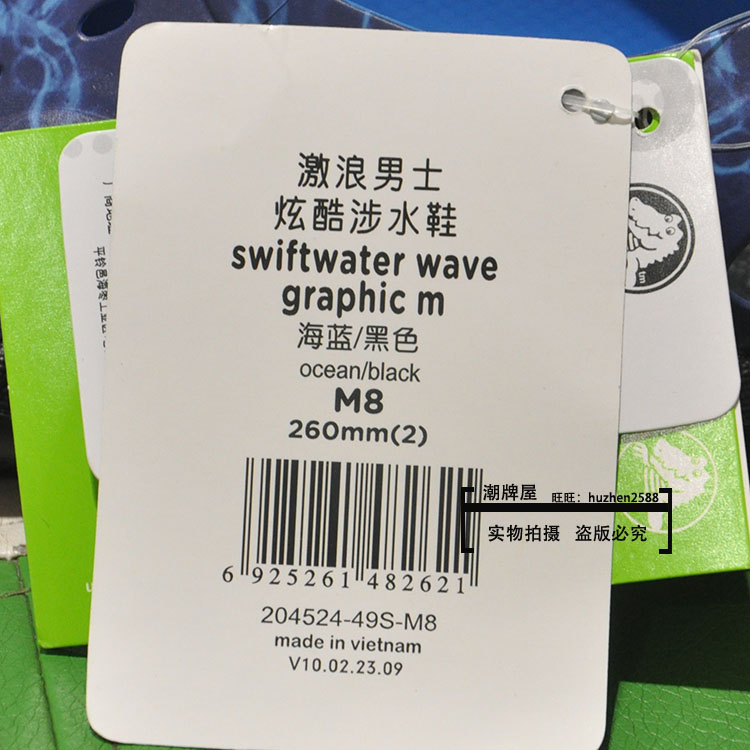 激浪男士
炫酷涉水鞋
swiftwater wave
graphic m
海蓝/黑色
ocean/black
M8
260mm(2)
6 925261 482621
204524-49S-M8
made in vietnam
V10.02.23.09
潮牌屋 旺旺：huzhen2588
实物拍摄 盗版必究
tm